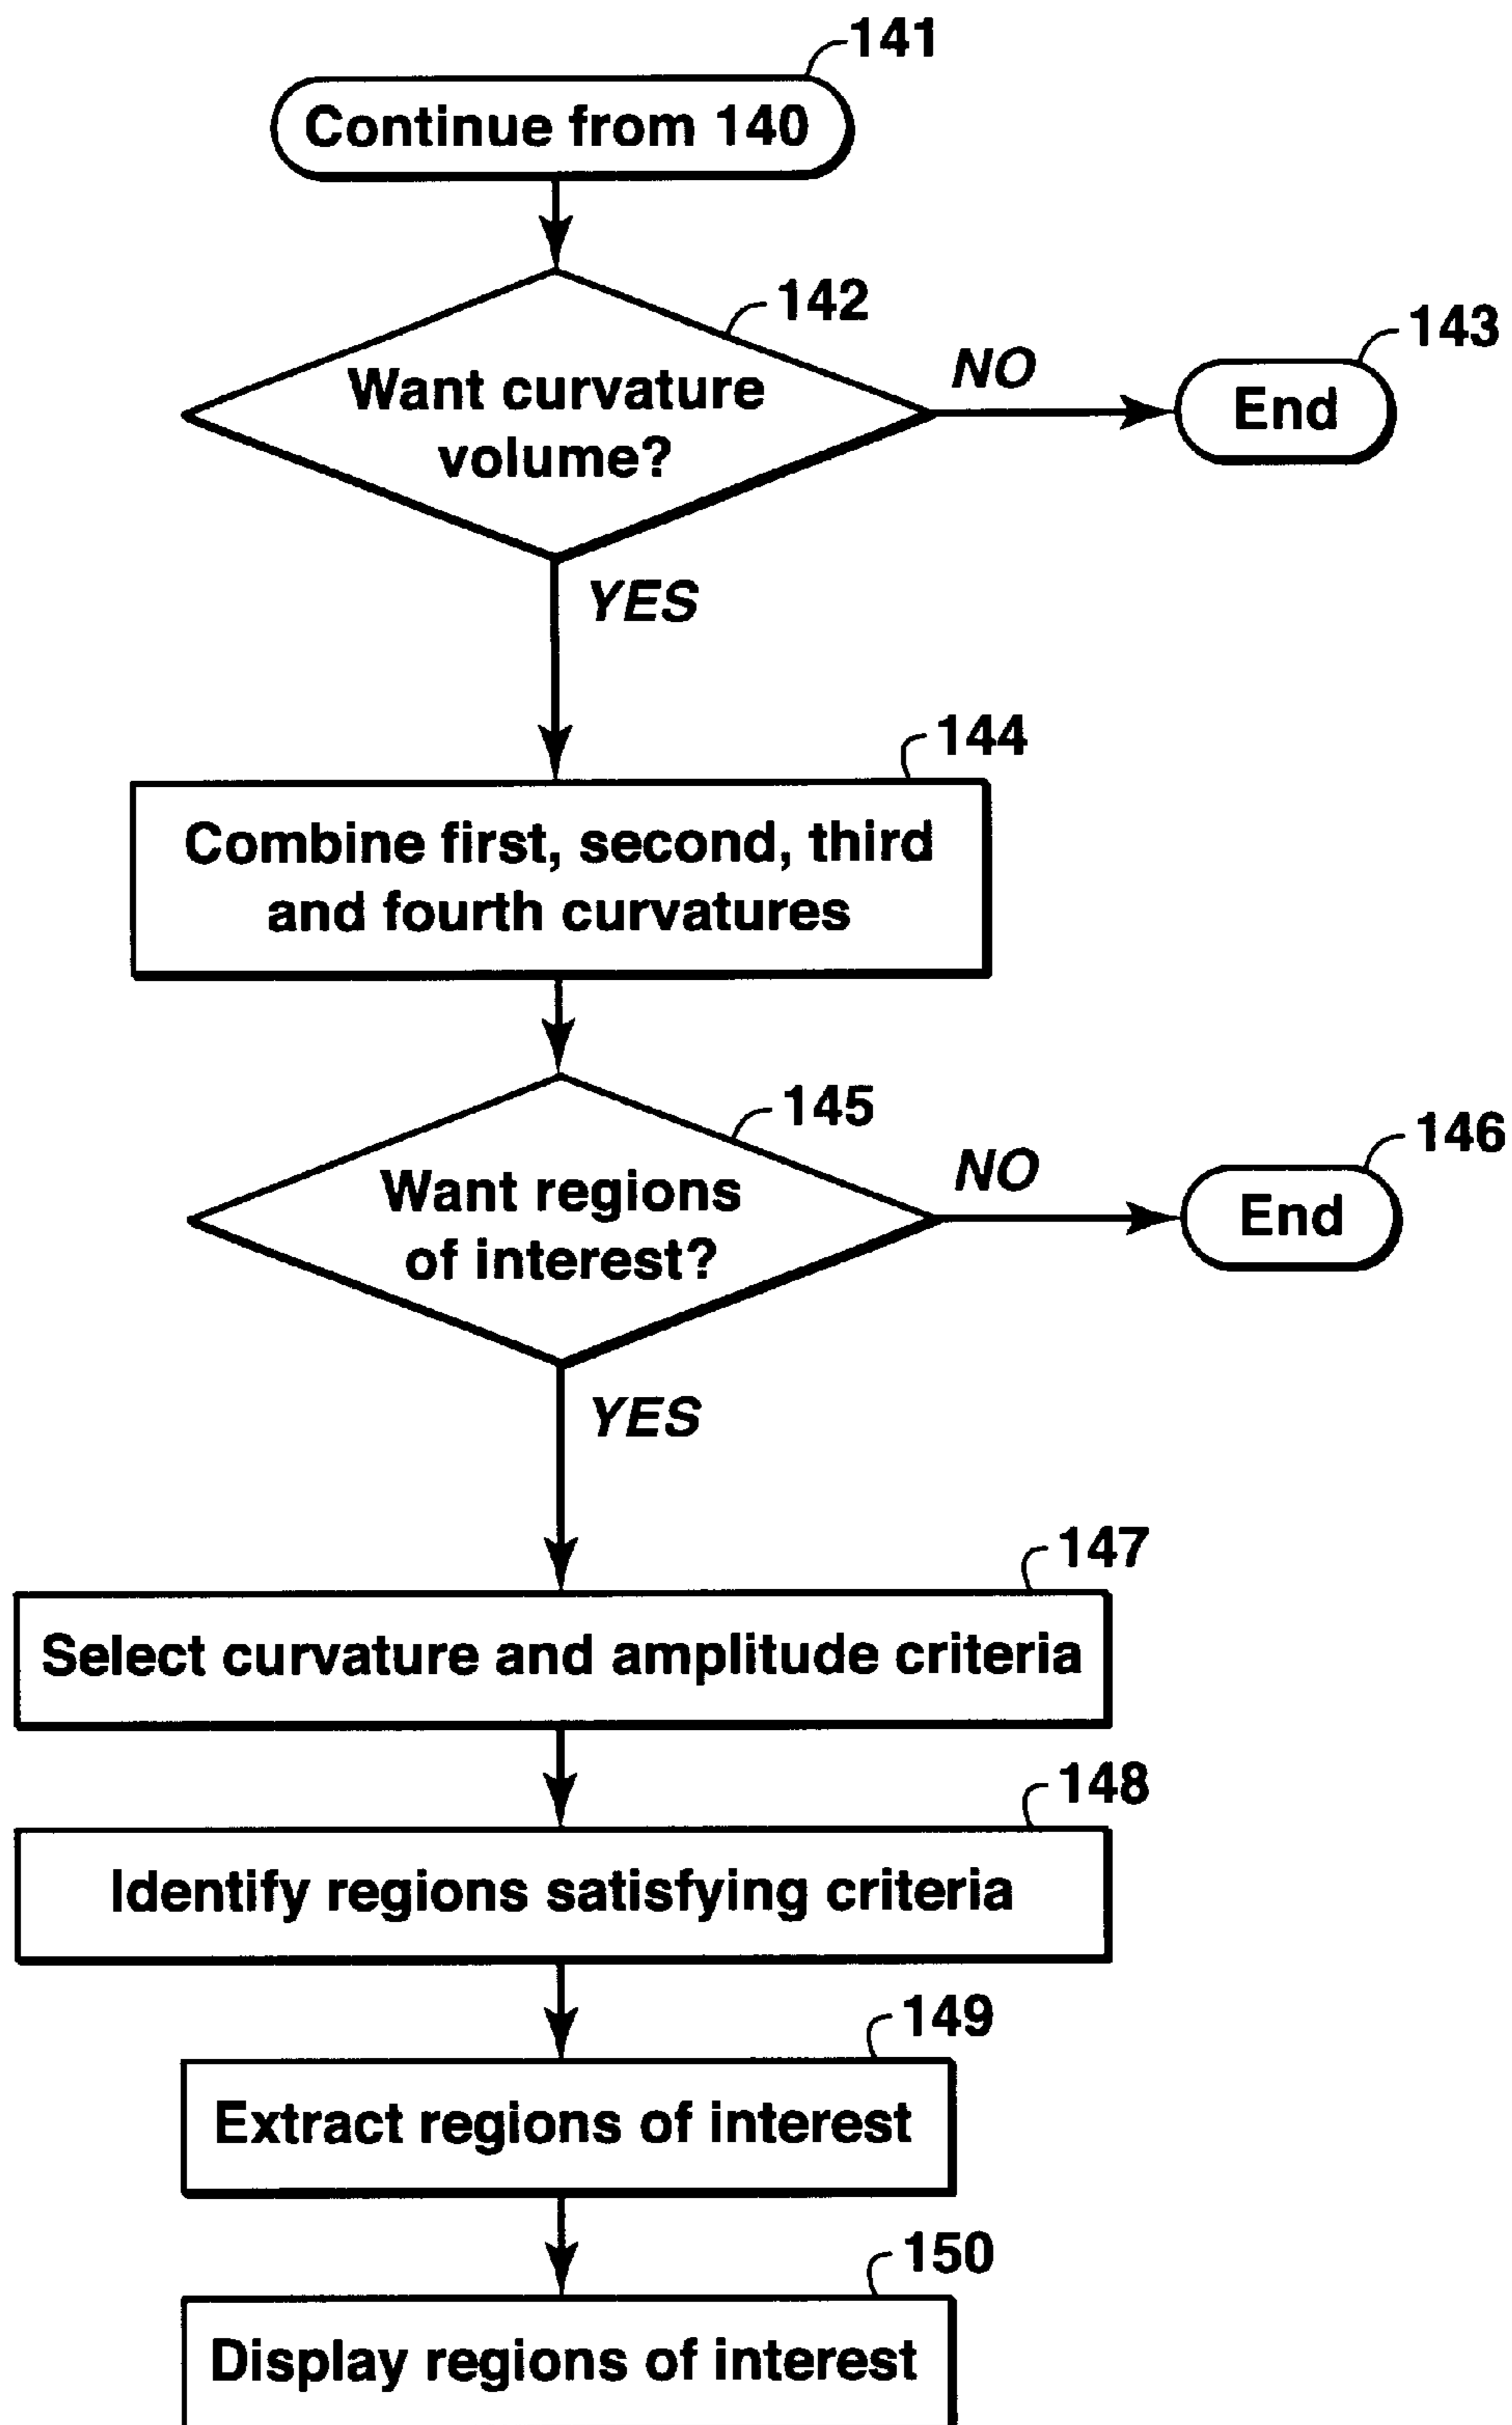 141
Continue from 140
142
Want curvature
volume?
NO
143
End
YES
144
Combine first, second, third
and fourth curvatures
145
Want regions
of interest?
NO
146
End
YES
147
Select curvature and amplitude criteria
148
Identify regions satisfying criteria
149
Extract regions of interest
150
Display regions of interest